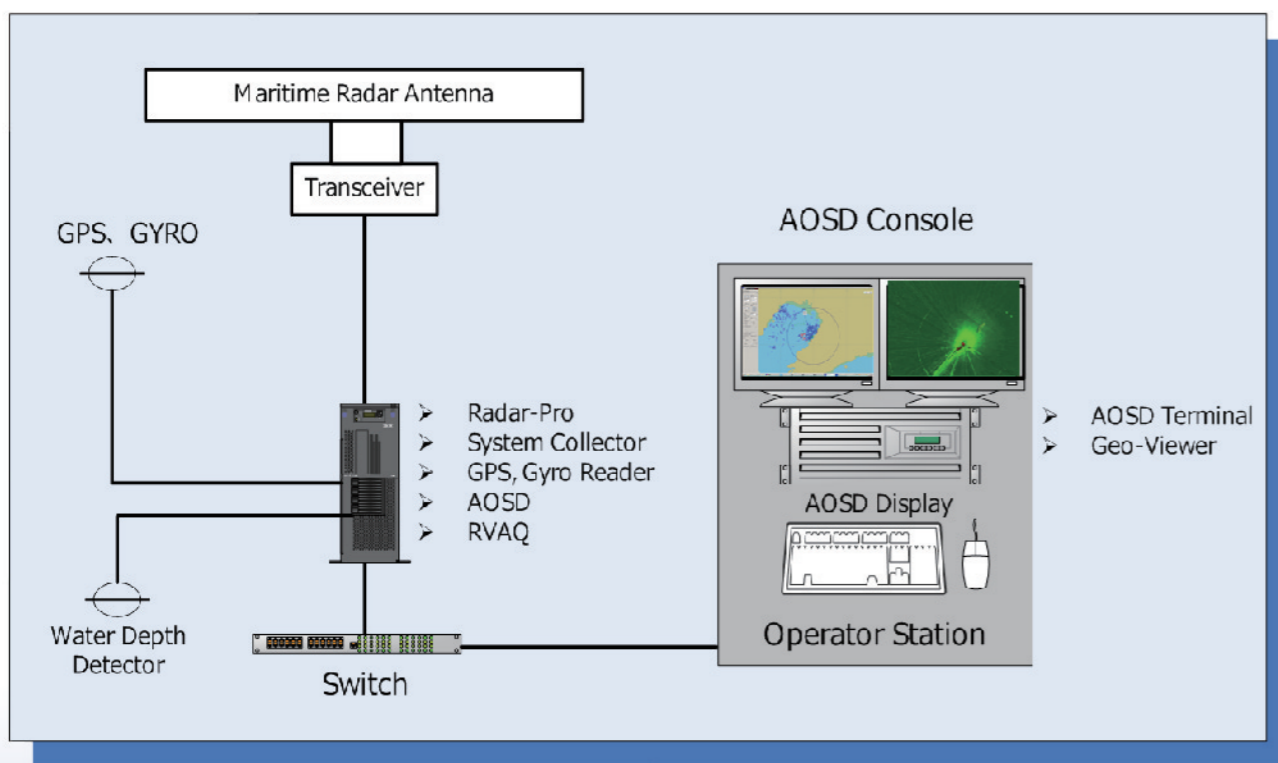 Maritime Radar Antenna
Transceiver
GPS、GYRO
AOSD Console
Radar-Pro
System Collector
GPS, Gyro Reader
AOSD
RVAQ
AOSD Terminal
Geo-Viewer
AOSD Display
Operator Station
Water Depth
Detector
Switch